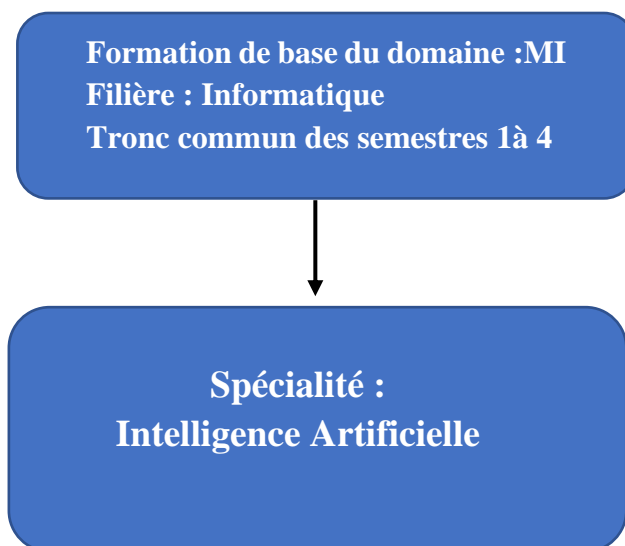 Formation de base du domaine :MI
Filière : Informatique
Tronc commun des semestres 1à 4
Spécialité :
Intelligence Artificielle